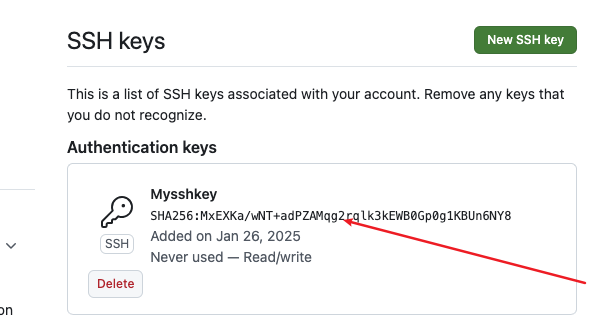 SSH keys
New SSH key
This is a list of SSH keys associated with your account. Remove any keys that
you do not recognize.
Authentication keys
Mysshkey
SHA256:MxEXKa/wNT+adPZAMqg2rqlk3kEWB0Gp0g1KBUn6NY8
SSH
Added on Jan 26, 2025
Never used — Read/write
Delete
on